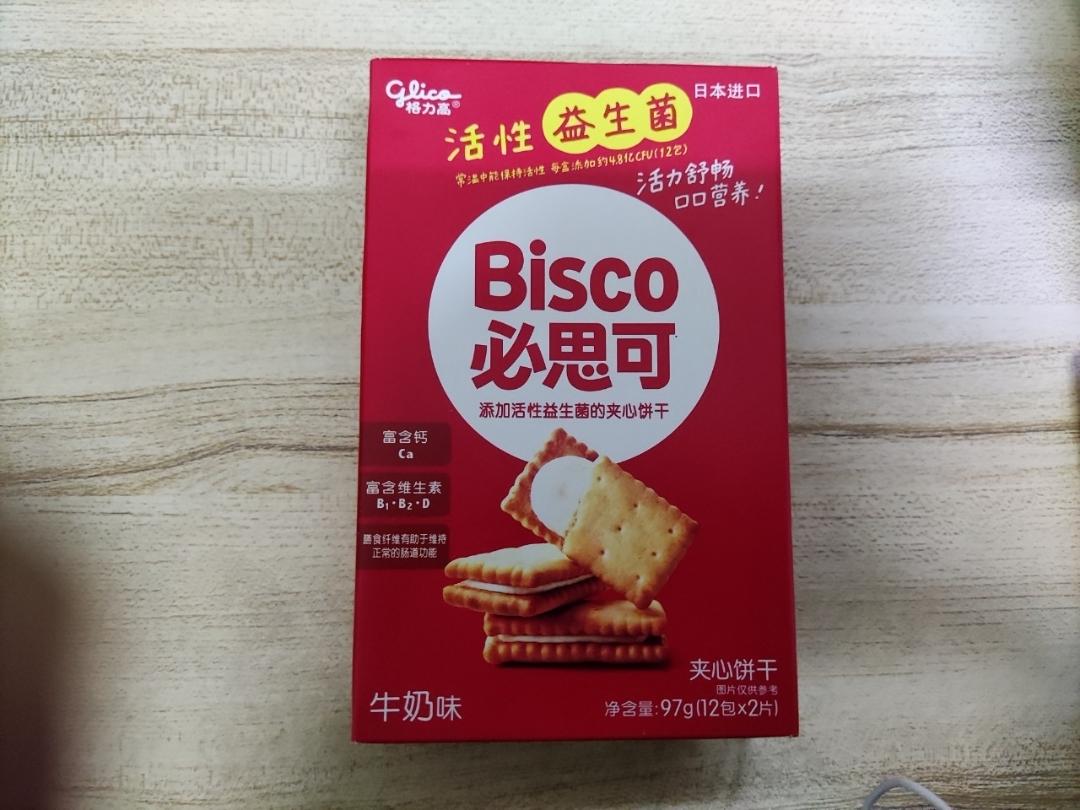 Glico
格力高®
日本进口
活性益生菌
常温中能保持活性 每盒添加约4.8亿CFU(12包)
活力舒畅
口口营养!
Bisco
必思可
添加活性益生菌的夹心饼干
富含钙
Ca
富含维生素
B₁·B₂·D
膳食纤维有助于维持
正常的肠道功能
夹心饼干
图片仅供参考
牛奶味
净含量:97g(12包x2片)